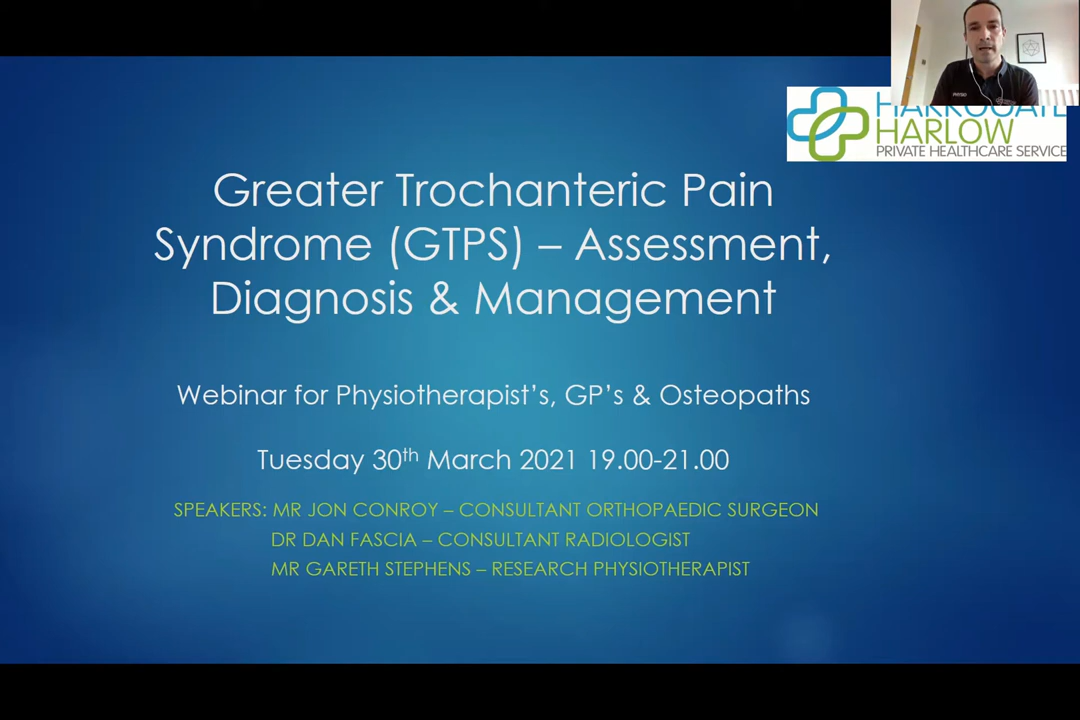 HARROGATE
HARLOW
PRIVATE HEALTHCARE SERVICE
Greater Trochanteric Pain
Syndrome (GTPS) – Assessment,
Diagnosis & Management
Webinar for Physiotherapist’s, GP’s & Osteopaths
Tuesday 30th March 2021 19.00-21.00
SPEAKERS: MR JON CONROY – CONSULTANT ORTHOPAEDIC SURGEON
DR DAN FASCIA – CONSULTANT RADIOLOGIST
MR GARETH STEPHENS – RESEARCH PHYSIOTHERAPIST